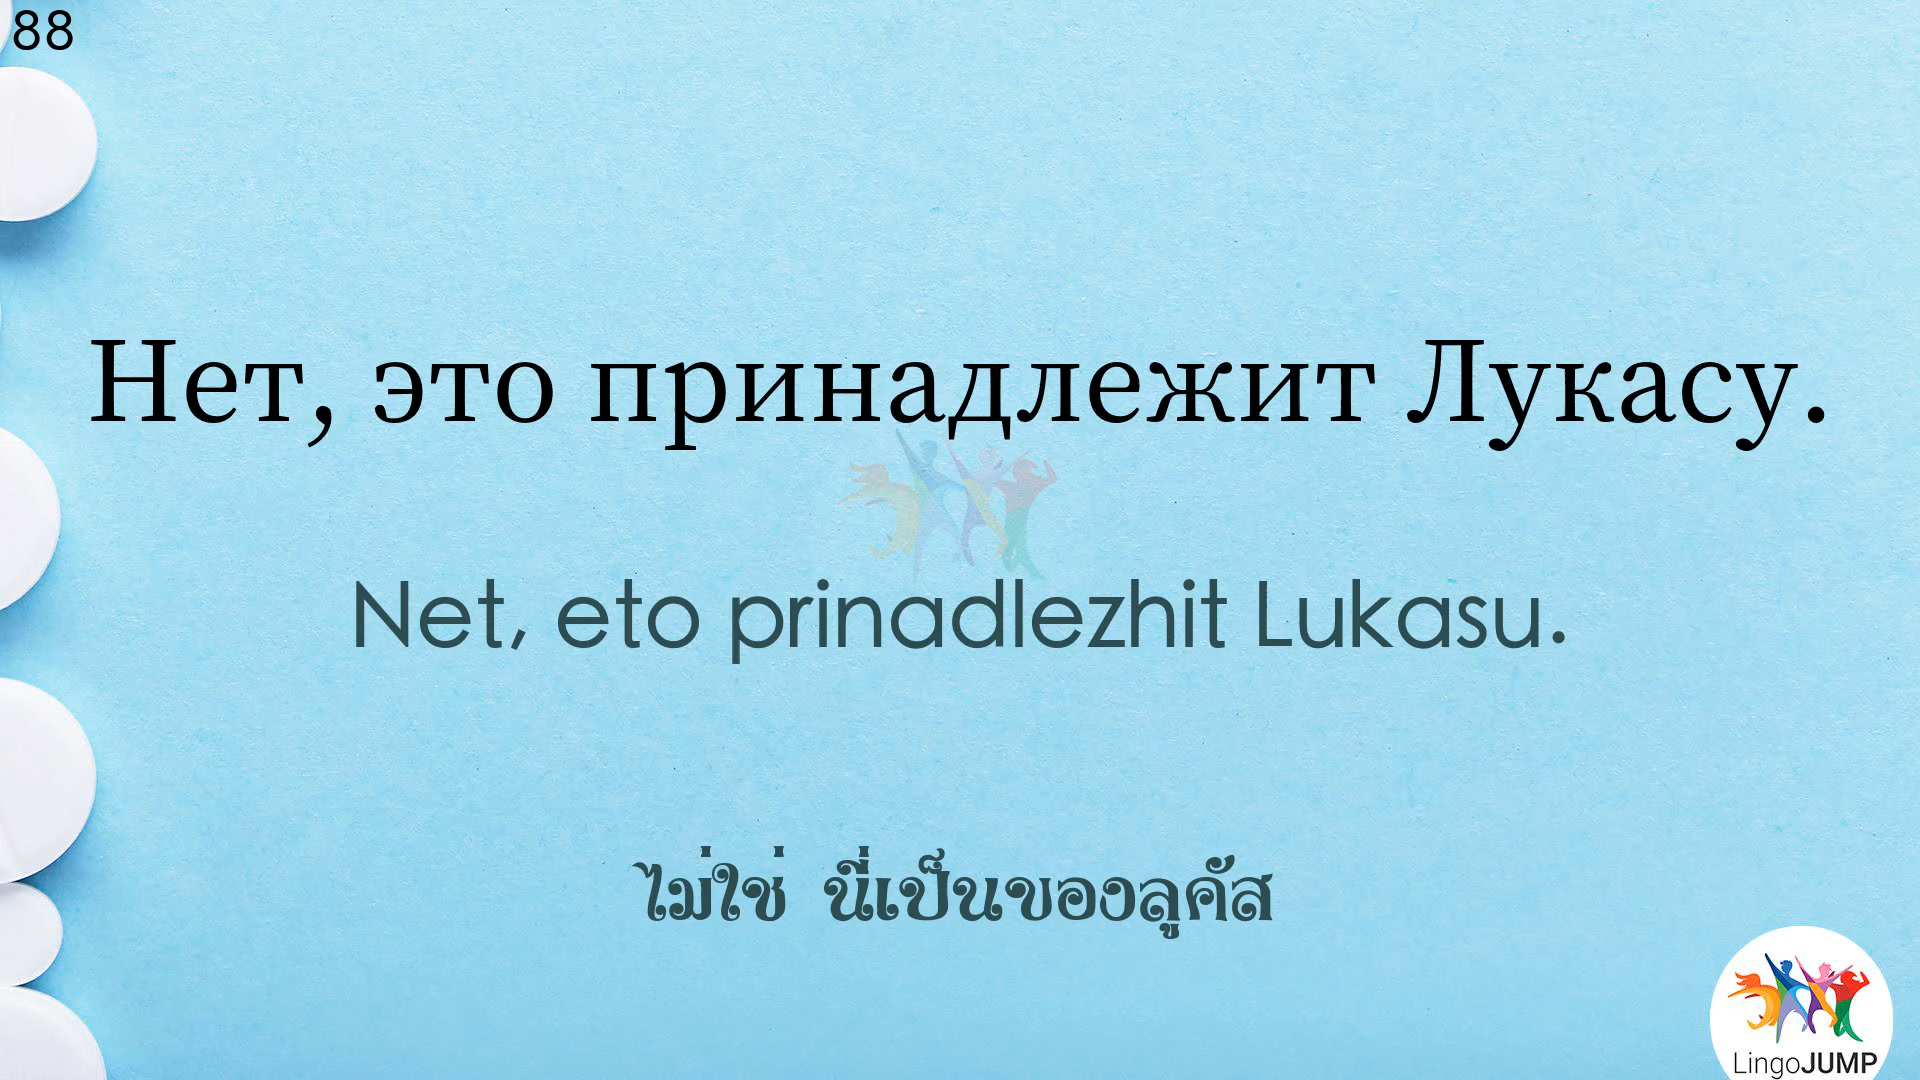 88
Нет, это принадлежит Лукасу.
Net, eto prinadlezhit Lukasu.
ไม่ใช่ นี่เป็นของลูคัส
LingoJUMP